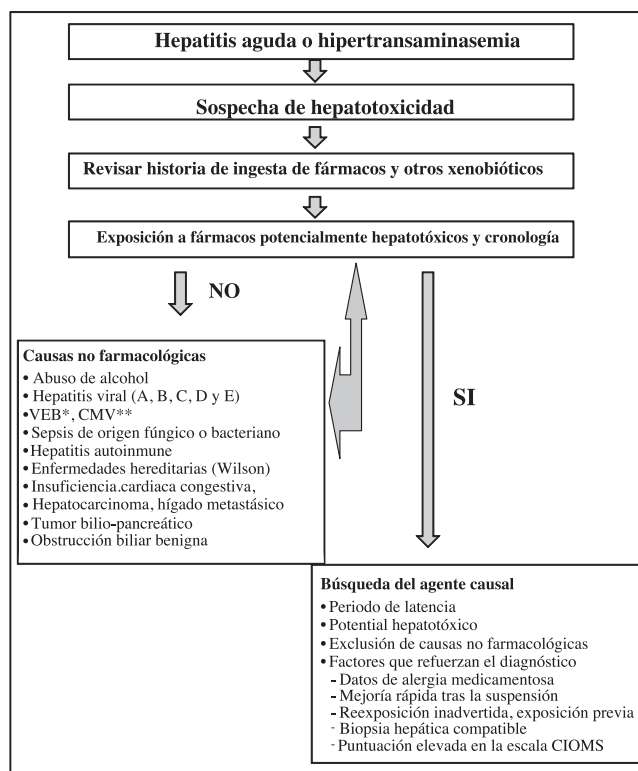 Hepatitis aguda o hipertransaminasemia
Sospecha de hepatotoxicidad
Revisar historia de ingesta de fármacos y otros xenobióticos
Exposición a fármacos potencialmente hepatotóxicos y cronología
NO
SI
Causas no farmacológicas
• Abuso de alcohol
• Hepatitis viral (A, B, C, D y E)
•VEB*, CMV**
• Sepsis de origen fúngico o bacteriano
• Hepatitis autoinmune
• Enfermedades hereditarias (Wilson)
• Insuficiencia.cardiaca congestiva,
• Hepatocarcinoma, hígado metastásico
• Tumor bilio-pancreático
• Obstrucción biliar benigna
Búsqueda del agente causal
• Periodo de latencia
• Potential hepatotóxico
• Exclusión de causas no farmacológicas
• Factores que refuerzan el diagnóstico
- Datos de alergia medicamentosa
- Mejoría rápida tras la suspensión
- Reexposición inadvertida, exposición previa
- Biopsia hepática compatible
- Puntuación elevada en la escala CIOMS